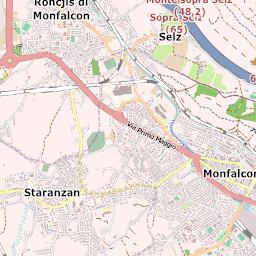 Roncjis di
Monfalcon
Selz
Monte sopra Selz
(48,2)
Sopra Selz
(65)
Via Primo Maggio
Monfalcon
Staranzan